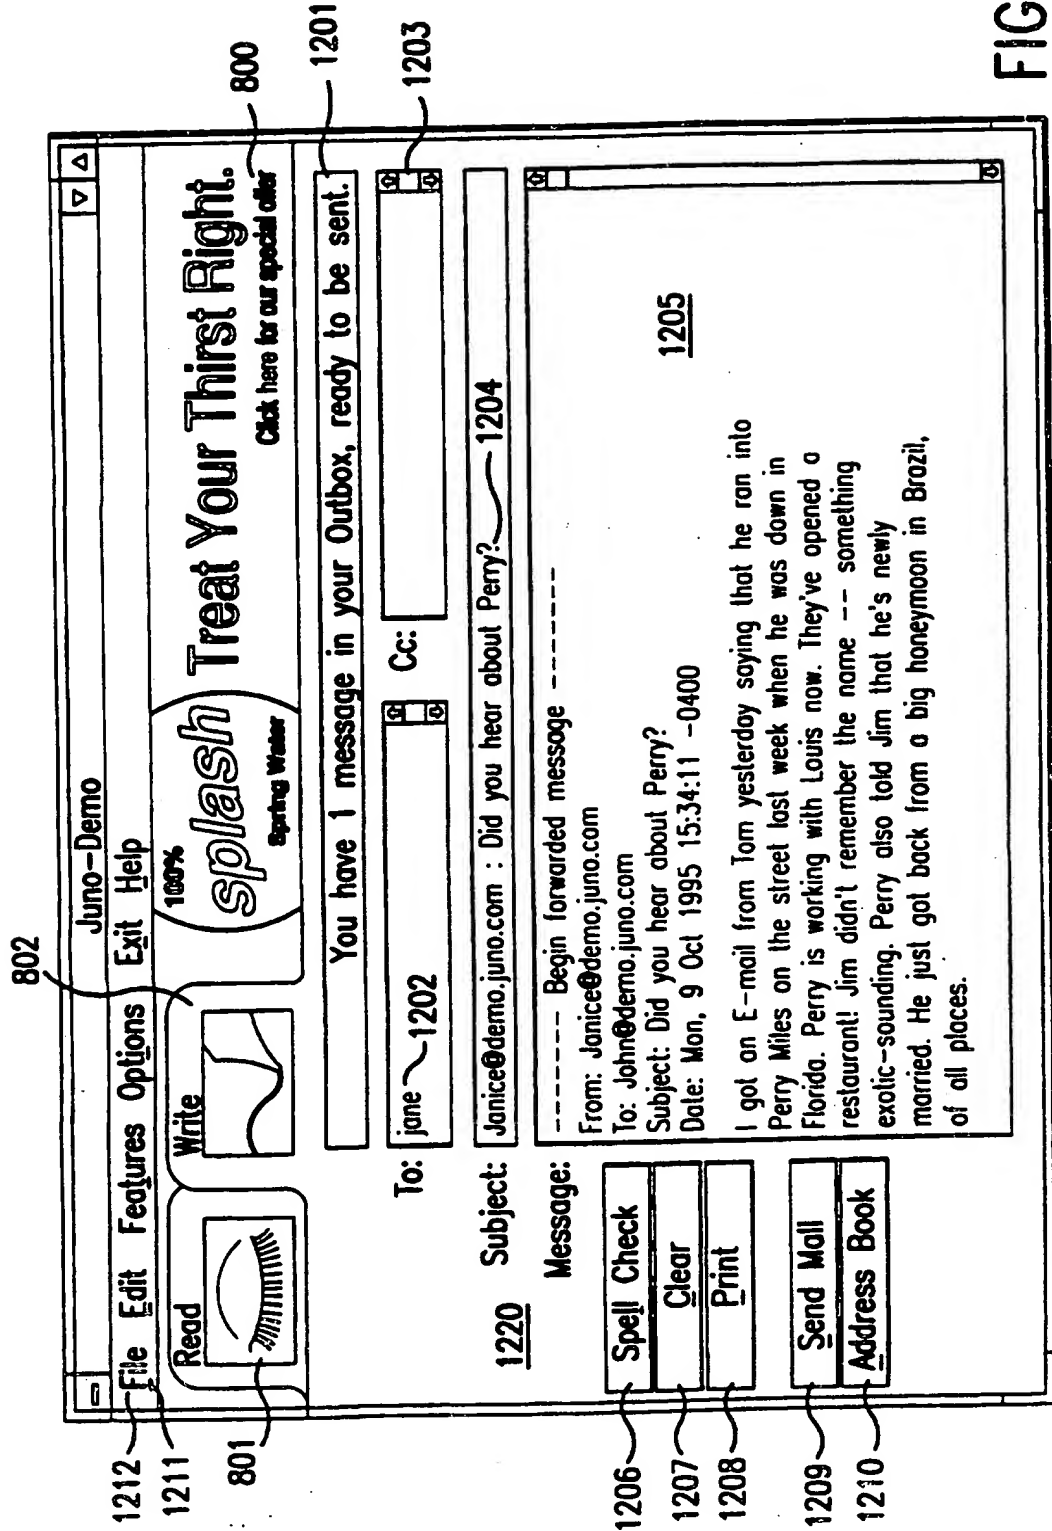 802
Juno-Demo
1212
File Edit Features Options Exit Help
1211
Read
Write
801
100%
splash
Spring Water
Treat Your Thirst Right.
Click here for our special offer
800
You have 1 message in your Outbox, ready to be sent.
1201
To: jane
1202
Cc:
1203
Subject: Janice@demo.juno.com : Did you hear about Perry?
1204
1220
Message:
------- Begin forwarded message -------
From: Janice@demo.juno.com
To: John@demo.juno.com
Subject: Did you hear about Perry?
Date: Mon, 9 Oct 1995 15:34:11 -0400
1205
I got an E-mail from Tom yesterday saying that he ran into
Perry Miles on the street last week when he was down in
Florida. Perry is working with Louis now. They've opened a
restaurant! Jim didn't remember the name -- something
exotic-sounding. Perry also told Jim that he's newly
married. He just got back from a big honeymoon in Brazil,
of all places.
1206
Spell Check
1207
Clear
1208
Print
1209
Send Mail
1210
Address Book
FIG